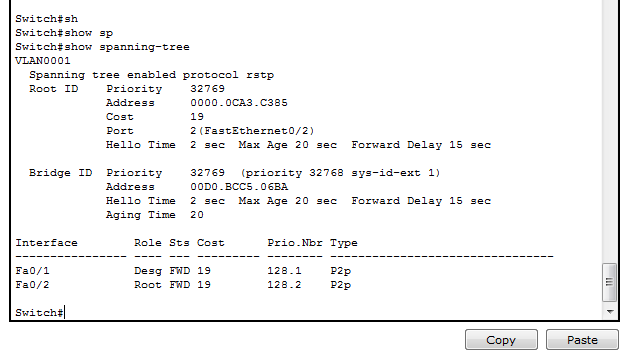 Switch#sh
Switch#show sp
Switch#show spanning-tree
VLAN0001
  Spanning tree enabled protocol rstp
  Root ID    Priority    32769
             Address     0000.0CA3.C385
             Cost        19
             Port        2(FastEthernet0/2)
             Hello Time  2 sec  Max Age 20 sec  Forward Delay 15 sec
  Bridge ID  Priority    32769  (priority 32768 sys-id-ext 1)
             Address     00D0.BCC5.06BA
             Hello Time  2 sec  Max Age 20 sec  Forward Delay 15 sec
             Aging Time  20
Interface        Role Sts Cost      Prio.Nbr Type
---------------- ---- --- --------- -------- --------------------------------
Fa0/1            Desg FWD 19        128.1    P2p
Fa0/2            Root FWD 19        128.2    P2p
Switch#
Copy Paste